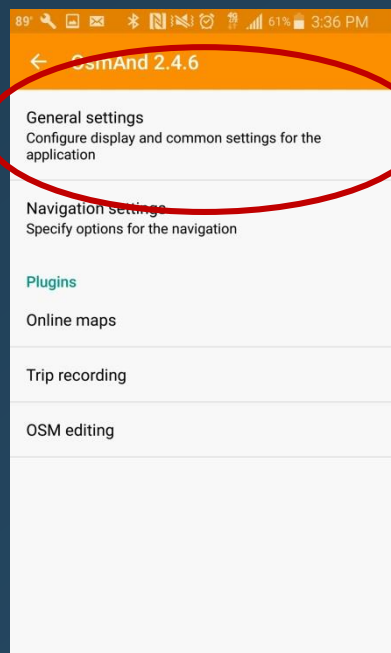 89° 61% 3:36 PM
OsmAnd 2.4.6
General settings
Configure display and common settings for the
application
Navigation settings
Specify options for the navigation
Plugins
Online maps
Trip recording
OSM editing